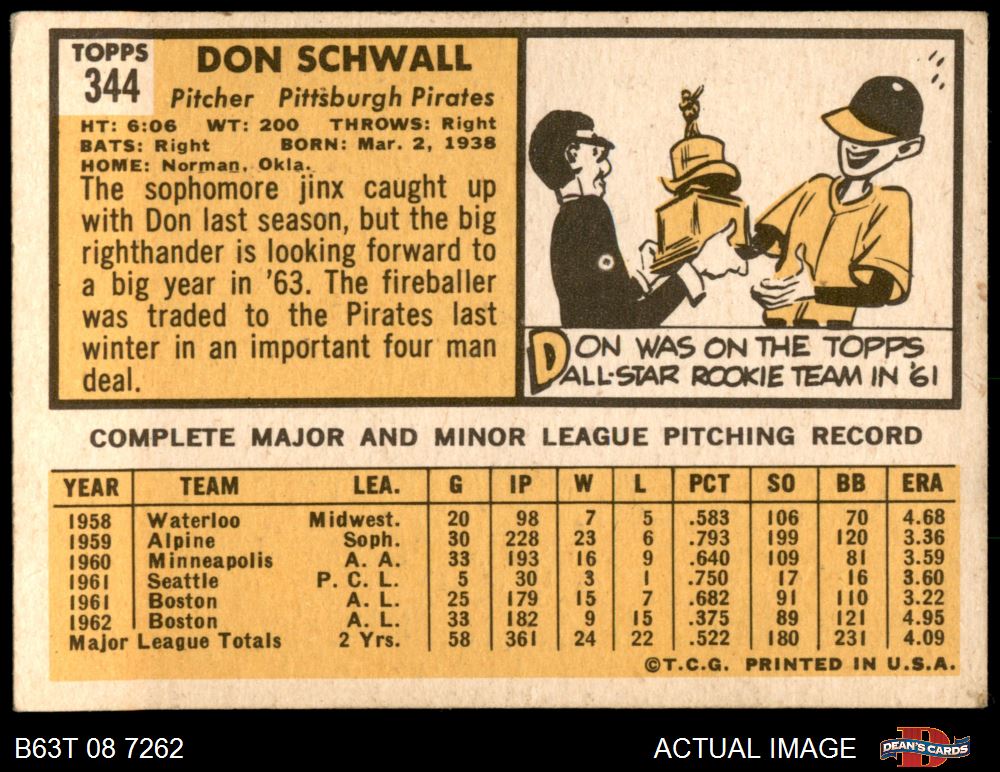 TOPPS
344
DON SCHWALL
Pitcher Pittsburgh Pirates
HT: 6:06 WT: 200 THROWS: Right
BATS: Right BORN: Mar. 2, 1938
HOME: Norman, Okla.
The sophomore jinx caught up
with Don last season, but the big
righthander is looking forward to
a big year in '63. The fireballer
was traded to the Pirates last
winter in an important four man
deal.
DON WAS ON THE TOPPS
ALL-STAR ROOKIE TEAM IN '61
COMPLETE MAJOR AND MINOR LEAGUE PITCHING RECORD
YEAR TEAM LEA. G IP W L PCT SO BB ERA
1958 Waterloo Midwest. 20 98 7 5 .583 106 70 4.68
1959 Alpine Soph. 30 228 23 6 .793 199 120 3.36
1960 Minneapolis A. A. 33 193 16 9 .640 109 81 3.59
1961 Seattle P. C. L. 5 30 3 1 .750 17 16 3.60
1961 Boston A. L. 25 179 15 7 .682 91 110 3.22
1962 Boston A. L. 33 182 9 15 .375 89 121 4.95
Major League Totals 2 Yrs. 58 361 24 22 .522 180 231 4.09
©T.C.G. PRINTED IN U.S.A.
B63T 08 7262 ACTUAL IMAGE
D
DEAN'S CARDS